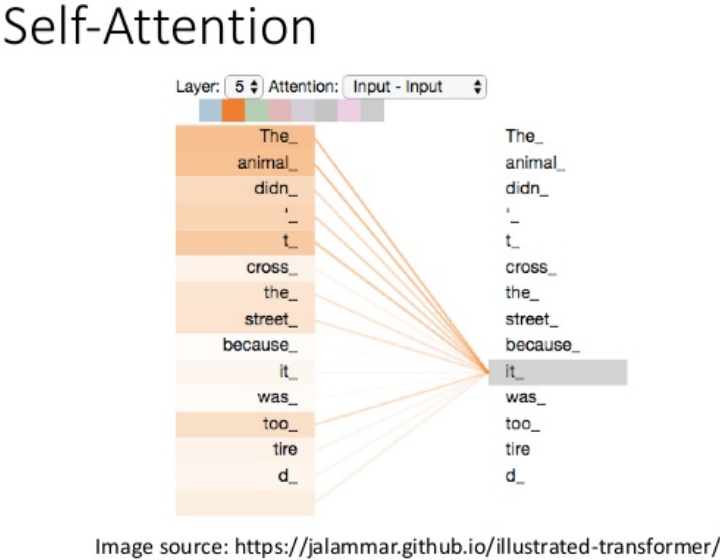 Self-Attention
Layer: 5 Attention: Input - Input
The_ The_
animal_ animal_
didn_ didn_
'_ '_
t_ t_
cross_ cross_
the_ the_
street_ street_
because_ because_
it_ it_
was_ was_
too_ too_
tire tire
d_ d_
Image source: https://jalammar.github.io/illustrated-transformer/